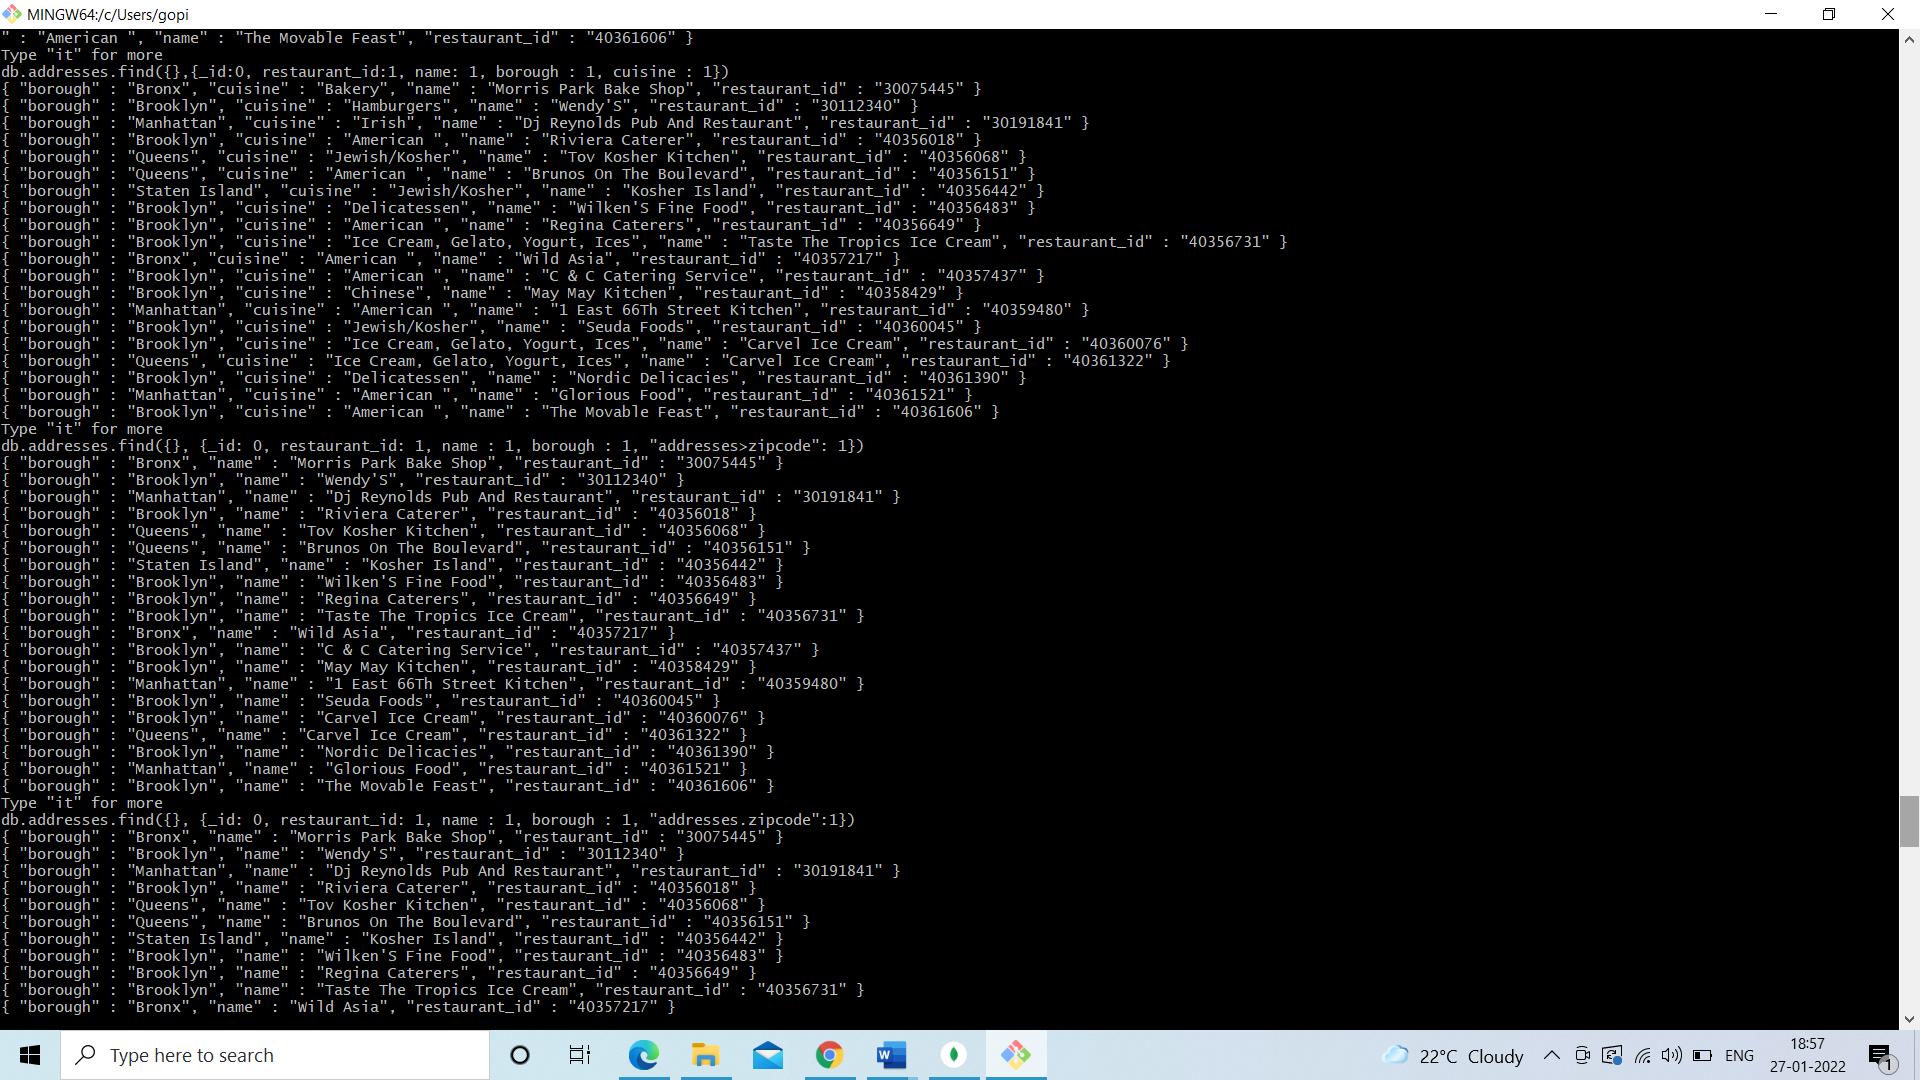 MINGW64:/c/Users/gopi
" : "American ", "name" : "The Movable Feast", "restaurant_id" : "40361606" }
Type "it" for more
db.addresses.find({},{_id:0, restaurant_id:1, name: 1, borough : 1, cuisine : 1})
{ "borough" : "Bronx", "cuisine" : "Bakery", "name" : "Morris Park Bake Shop", "restaurant_id" : "30075445" }
{ "borough" : "Brooklyn", "cuisine" : "Hamburgers", "name" : "Wendy'S", "restaurant_id" : "30112340" }
{ "borough" : "Manhattan", "cuisine" : "Irish", "name" : "Dj Reynolds Pub And Restaurant", "restaurant_id" : "30191841" }
{ "borough" : "Brooklyn", "cuisine" : "American ", "name" : "Riviera Caterer", "restaurant_id" : "40356018" }
{ "borough" : "Queens", "cuisine" : "Jewish/Kosher", "name" : "Tov Kosher Kitchen", "restaurant_id" : "40356068" }
{ "borough" : "Queens", "cuisine" : "American ", "name" : "Brunos On The Boulevard", "restaurant_id" : "40356151" }
{ "borough" : "Staten Island", "cuisine" : "Jewish/Kosher", "name" : "Kosher Island", "restaurant_id" : "40356442" }
{ "borough" : "Brooklyn", "cuisine" : "Delicatessen", "name" : "Wilken'S Fine Food", "restaurant_id" : "40356483" }
{ "borough" : "Brooklyn", "cuisine" : "American ", "name" : "Regina Caterers", "restaurant_id" : "40356649" }
{ "borough" : "Brooklyn", "cuisine" : "Ice Cream, Gelato, Yogurt, Ices", "name" : "Taste The Tropics Ice Cream", "restaurant_id" : "40356731" }
{ "borough" : "Bronx", "cuisine" : "American ", "name" : "Wild Asia", "restaurant_id" : "40357217" }
{ "borough" : "Brooklyn", "cuisine" : "American ", "name" : "C & C Catering Service", "restaurant_id" : "40357437" }
{ "borough" : "Brooklyn", "cuisine" : "Chinese", "name" : "May May Kitchen", "restaurant_id" : "40358429" }
{ "borough" : "Manhattan", "cuisine" : "American ", "name" : "1 East 66Th Street Kitchen", "restaurant_id" : "40359480" }
{ "borough" : "Brooklyn", "cuisine" : "Jewish/Kosher", "name" : "Seuda Foods", "restaurant_id" : "40360045" }
{ "borough" : "Brooklyn", "cuisine" : "Ice Cream, Gelato, Yogurt, Ices", "name" : "Carvel Ice Cream", "restaurant_id" : "40360076" }
{ "borough" : "Queens", "cuisine" : "Ice Cream, Gelato, Yogurt, Ices", "name" : "Carvel Ice Cream", "restaurant_id" : "40361322" }
{ "borough" : "Brooklyn", "cuisine" : "Delicatessen", "name" : "Nordic Delicacies", "restaurant_id" : "40361390" }
{ "borough" : "Manhattan", "cuisine" : "American ", "name" : "Glorious Food", "restaurant_id" : "40361521" }
{ "borough" : "Brooklyn", "cuisine" : "American ", "name" : "The Movable Feast", "restaurant_id" : "40361606" }
Type "it" for more
db.addresses.find({}, {_id: 0, restaurant_id: 1, name : 1, borough : 1, "addresses>zipcode": 1})
{ "borough" : "Bronx", "name" : "Morris Park Bake Shop", "restaurant_id" : "30075445" }
{ "borough" : "Brooklyn", "name" : "Wendy'S", "restaurant_id" : "30112340" }
{ "borough" : "Manhattan", "name" : "Dj Reynolds Pub And Restaurant", "restaurant_id" : "30191841" }
{ "borough" : "Brooklyn", "name" : "Riviera Caterer", "restaurant_id" : "40356018" }
{ "borough" : "Queens", "name" : "Tov Kosher Kitchen", "restaurant_id" : "40356068" }
{ "borough" : "Queens", "name" : "Brunos On The Boulevard", "restaurant_id" : "40356151" }
{ "borough" : "Staten Island", "name" : "Kosher Island", "restaurant_id" : "40356442" }
{ "borough" : "Brooklyn", "name" : "Wilken'S Fine Food", "restaurant_id" : "40356483" }
{ "borough" : "Brooklyn", "name" : "Regina Caterers", "restaurant_id" : "40356649" }
{ "borough" : "Brooklyn", "name" : "Taste The Tropics Ice Cream", "restaurant_id" : "40356731" }
{ "borough" : "Bronx", "name" : "Wild Asia", "restaurant_id" : "40357217" }
{ "borough" : "Brooklyn", "name" : "C & C Catering Service", "restaurant_id" : "40357437" }
{ "borough" : "Brooklyn", "name" : "May May Kitchen", "restaurant_id" : "40358429" }
{ "borough" : "Manhattan", "name" : "1 East 66Th Street Kitchen", "restaurant_id" : "40359480" }
{ "borough" : "Brooklyn", "name" : "Seuda Foods", "restaurant_id" : "40360045" }
{ "borough" : "Brooklyn", "name" : "Carvel Ice Cream", "restaurant_id" : "40360076" }
{ "borough" : "Queens", "name" : "Carvel Ice Cream", "restaurant_id" : "40361322" }
{ "borough" : "Brooklyn", "name" : "Nordic Delicacies", "restaurant_id" : "40361390" }
{ "borough" : "Manhattan", "name" : "Glorious Food", "restaurant_id" : "40361521" }
{ "borough" : "Brooklyn", "name" : "The Movable Feast", "restaurant_id" : "40361606" }
Type "it" for more
db.addresses.find({}, {_id: 0, restaurant_id: 1, name : 1, borough : 1, "addresses.zipcode":1})
{ "borough" : "Bronx", "name" : "Morris Park Bake Shop", "restaurant_id" : "30075445" }
{ "borough" : "Brooklyn", "name" : "Wendy'S", "restaurant_id" : "30112340" }
{ "borough" : "Manhattan", "name" : "Dj Reynolds Pub And Restaurant", "restaurant_id" : "30191841" }
{ "borough" : "Brooklyn", "name" : "Riviera Caterer", "restaurant_id" : "40356018" }
{ "borough" : "Queens", "name" : "Tov Kosher Kitchen", "restaurant_id" : "40356068" }
{ "borough" : "Queens", "name" : "Brunos On The Boulevard", "restaurant_id" : "40356151" }
{ "borough" : "Staten Island", "name" : "Kosher Island", "restaurant_id" : "40356442" }
{ "borough" : "Brooklyn", "name" : "Wilken'S Fine Food", "restaurant_id" : "40356483" }
{ "borough" : "Brooklyn", "name" : "Regina Caterers", "restaurant_id" : "40356649" }
{ "borough" : "Brooklyn", "name" : "Taste The Tropics Ice Cream", "restaurant_id" : "40356731" }
{ "borough" : "Bronx", "name" : "Wild Asia", "restaurant_id" : "40357217" }
Type here to search
W
22°C Cloudy
ENG
18:57
27-01-2022
1